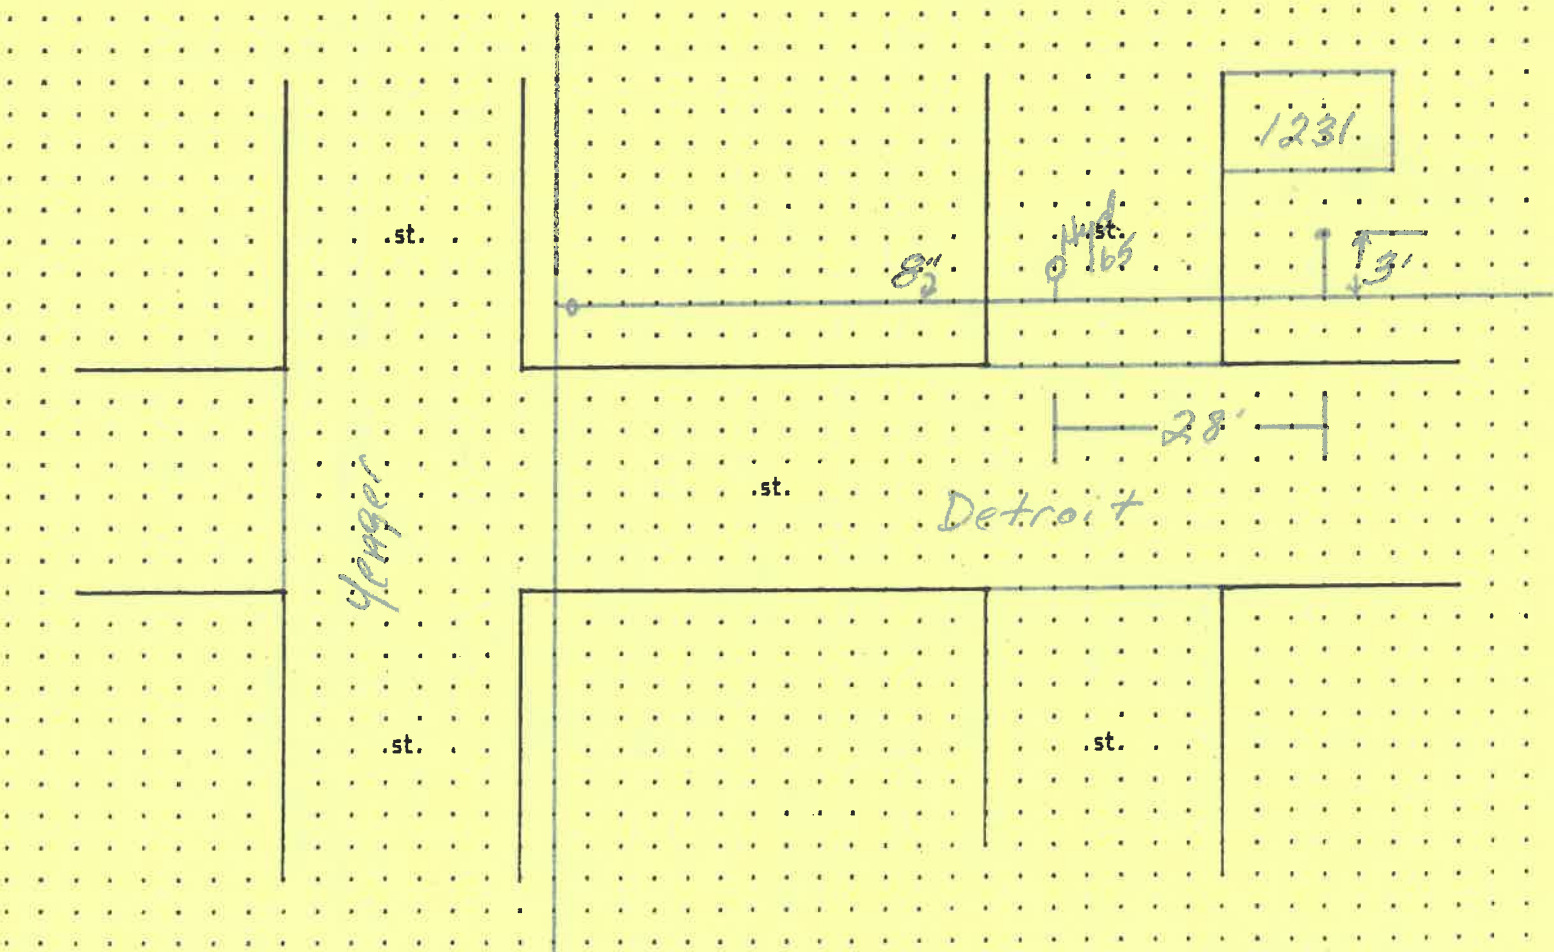 1231
st.
Hyd
165
st.
8"
3'
28'
st.
Detroit
Yenger
st.
st.